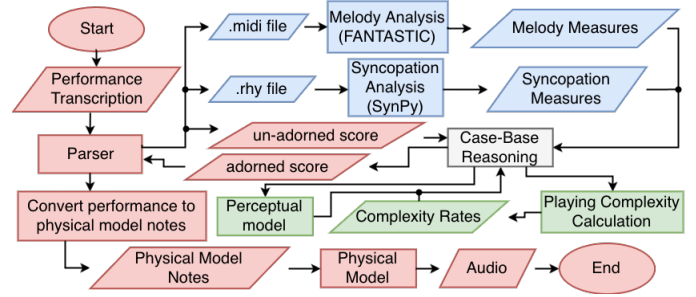 Start
.midi file
Melody Analysis
(FANTASTIC)
Melody Measures
Performance
Transcription
.rhy file
Syncopation
Analysis
(SynPy)
Syncopation
Measures
un-adorned score
Parser
adorned score
Case-Base
Reasoning
Convert performance to
physical model notes
Perceptual
model
Complexity Rates
Playing Complexity
Calculation
Physical Model
Notes
Physical
Model
Audio
End